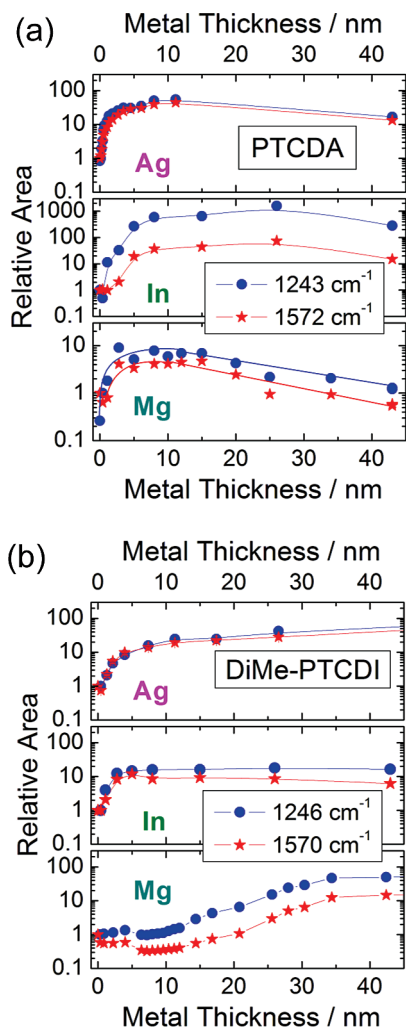 (a)
Metal Thickness / nm
0 10 20 30 40
Relative Area
100
10
1
0.1
PTCDA
Ag
1000
100
10
1
0.1
In
1243 cm⁻¹
1572 cm⁻¹
10
1
0.1
Mg
0 10 20 30 40
Metal Thickness / nm
(b)
Metal Thickness / nm
0 10 20 30 40
Relative Area
100
10
1
0.1
DiMe-PTCDI
Ag
100
10
1
0.1
In
1246 cm⁻¹
1570 cm⁻¹
Mg
100
10
1
0.1
0 10 20 30 40
Metal Thickness / nm